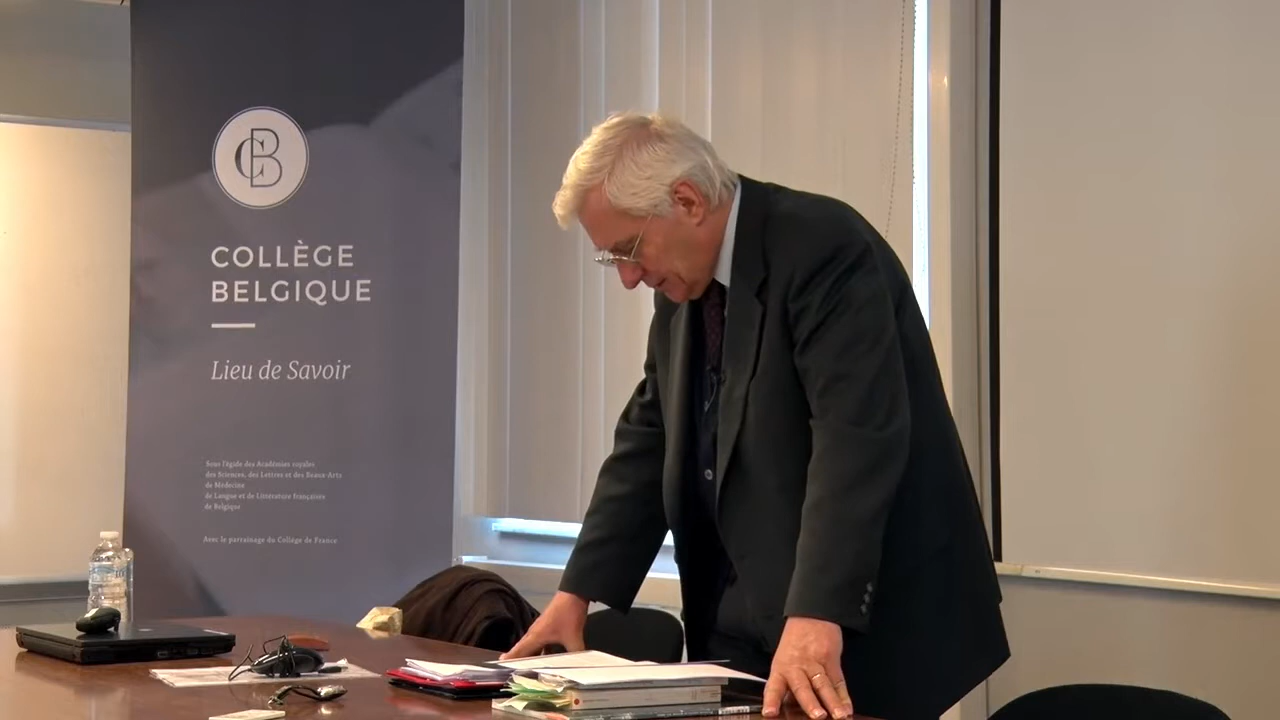 CB
COLLÈGE
BELGIQUE
Lieu de Savoir
Sous l'égide des Académies royales
des Sciences, des Lettres et des Beaux-Arts
de Médecine
de Langue et de Littérature françaises
de Belgique
Avec le parrainage du Collège de France